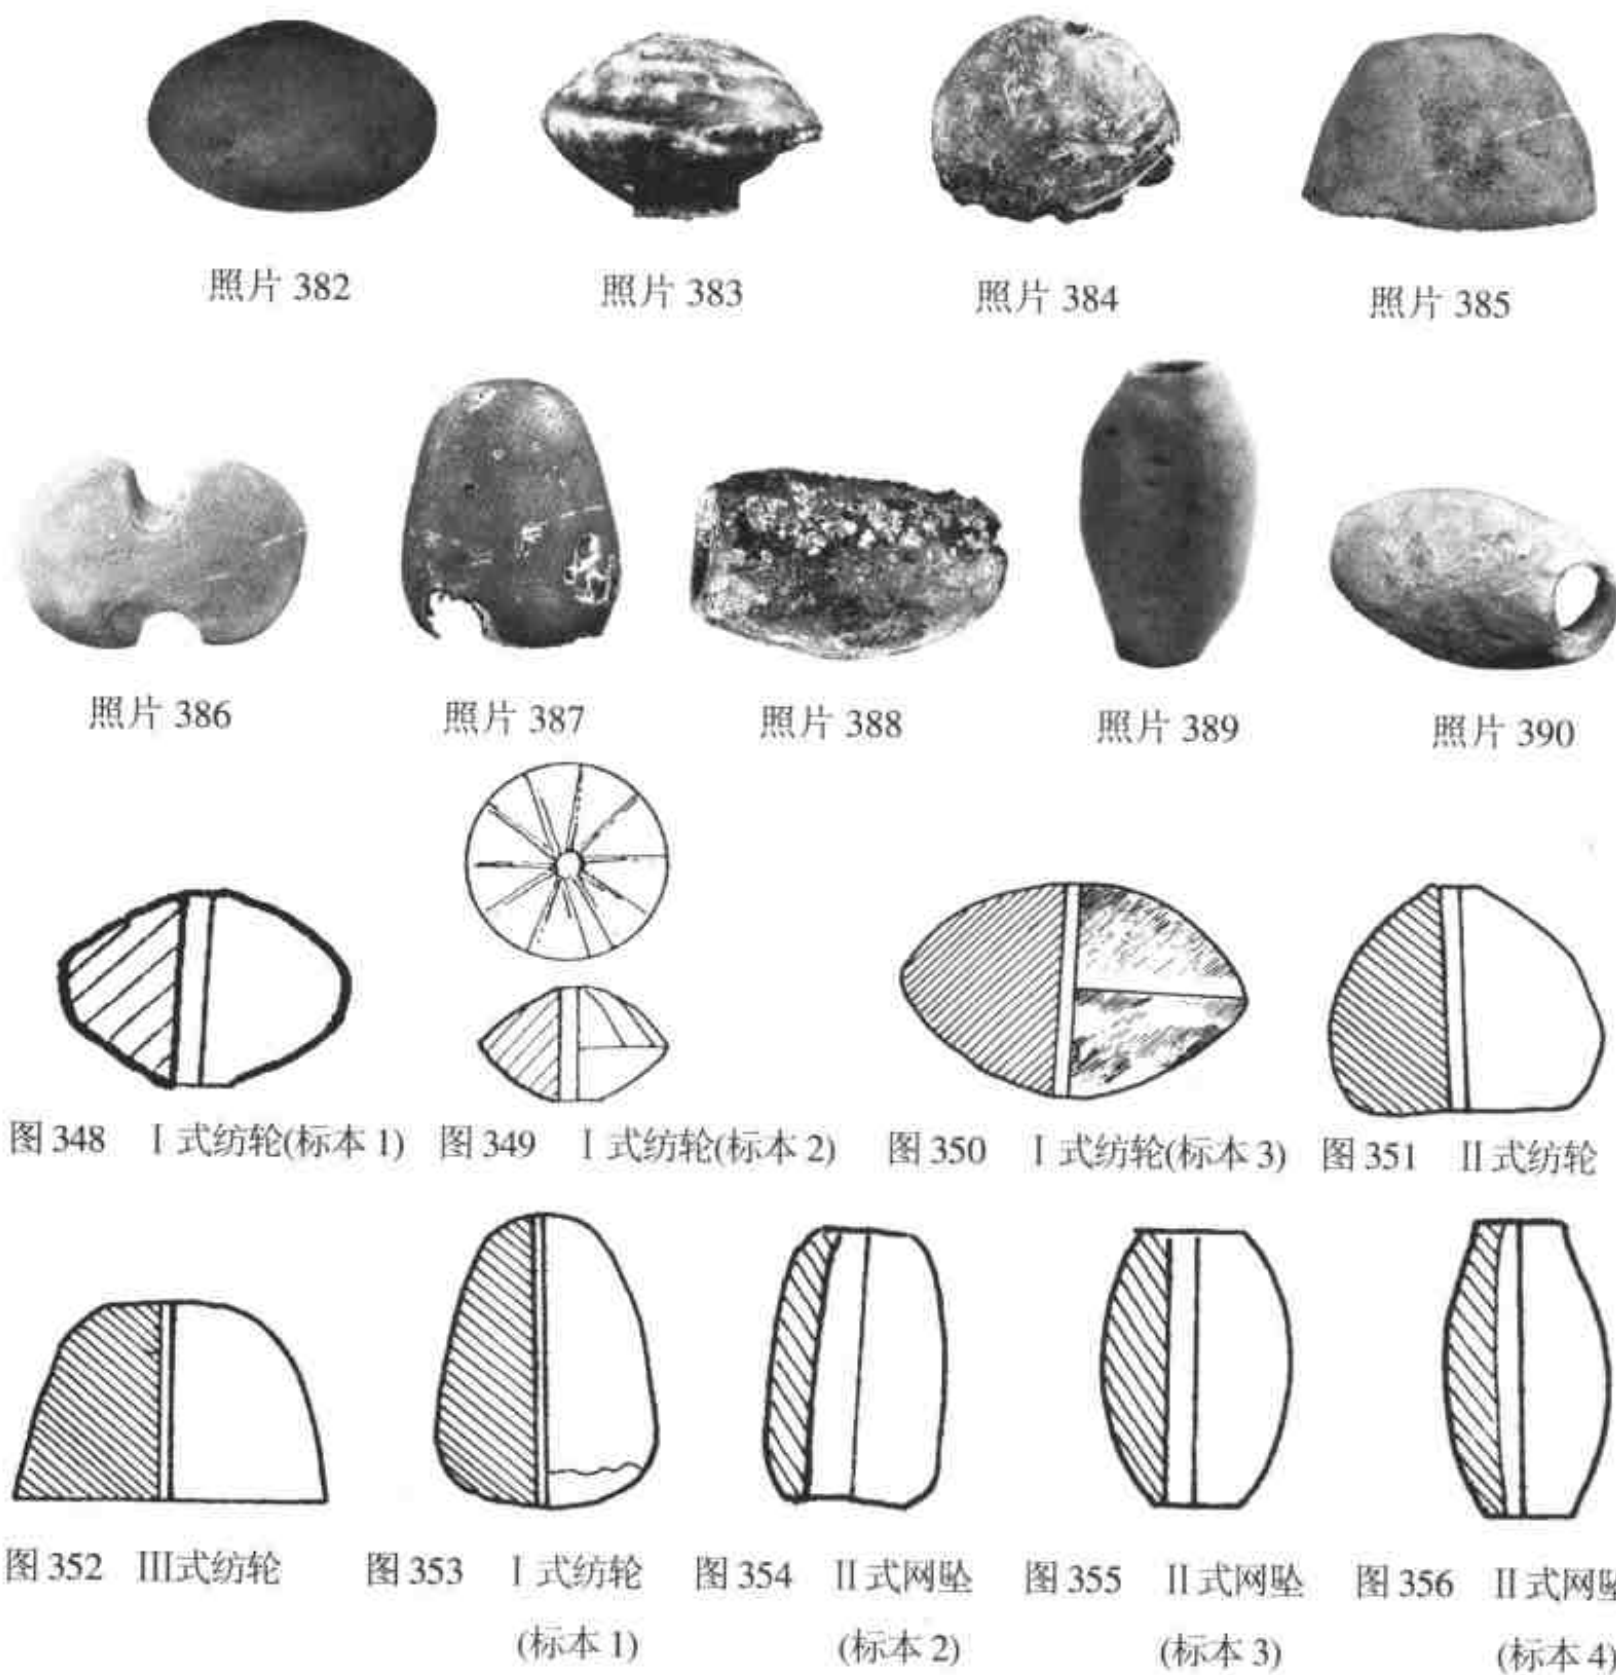 照片 382 照片 383 照片 384 照片 385
照片 386 照片 387 照片 388 照片 389 照片 390
图 348 Ⅰ式纺轮(标本 1) 图 349 Ⅰ式纺轮(标本 2) 图 350 Ⅰ式纺轮(标本 3) 图 351 Ⅱ式纺轮
图 352 Ⅲ式纺轮 图 353 Ⅰ式纺轮 图 354 Ⅱ式网坠 图 355 Ⅱ式网坠 图 356 Ⅱ式网坠
(标本 1) (标本 2) (标本 3) (标本 4)